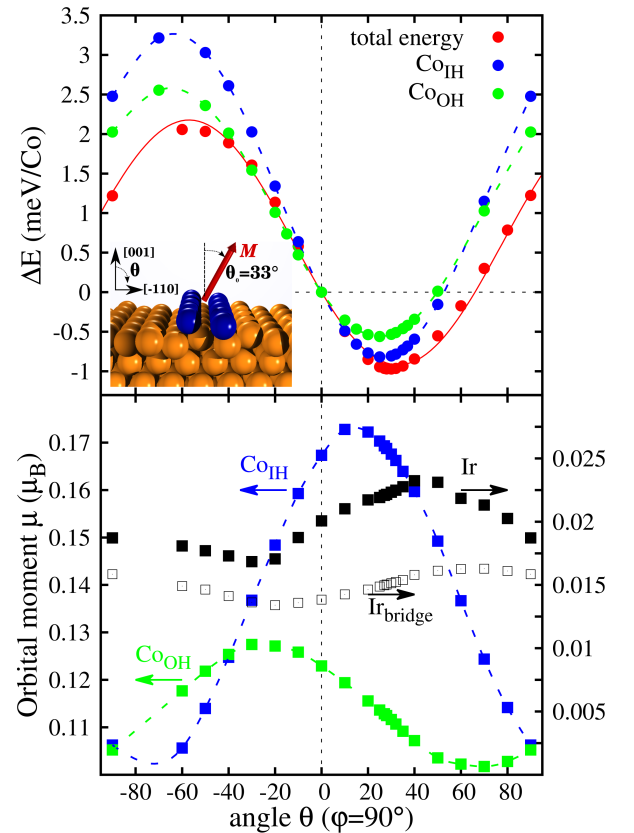 3.5
3
2.5
2
1.5
1
0.5
0
-0.5
-1
ΔE (meV/Co)
total energy
Co_IH
Co_OH
[001]
θ
[-110]
M
θ₀=33°
0.17
0.16
0.15
0.14
0.13
0.12
0.11
Orbital moment μ (μ_B)
Co_IH
Ir
Ir_bridge
Co_OH
0.025
0.02
0.015
0.01
0.005
-80 -60 -40 -20 0 20 40 60 80
angle θ (φ=90°)